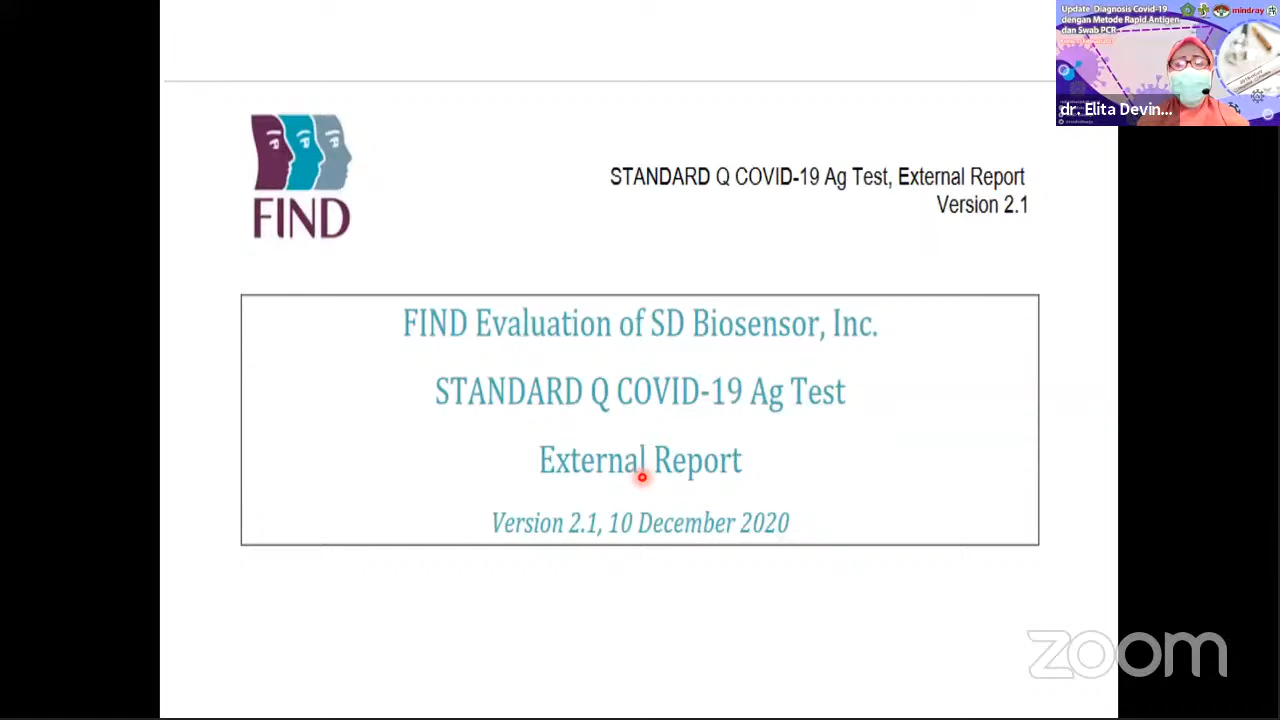 FIND
STANDARD Q COVID-19 Ag Test, External Report
Version 2.1
FIND Evaluation of SD Biosensor, Inc.
STANDARD Q COVID-19 Ag Test
External Report
Version 2.1, 10 December 2020
Update Diagnosis Covid-19
dengan Metode Rapid Antigen
dan Swab PCR
mindray
dr. Elita Devin...
zoom